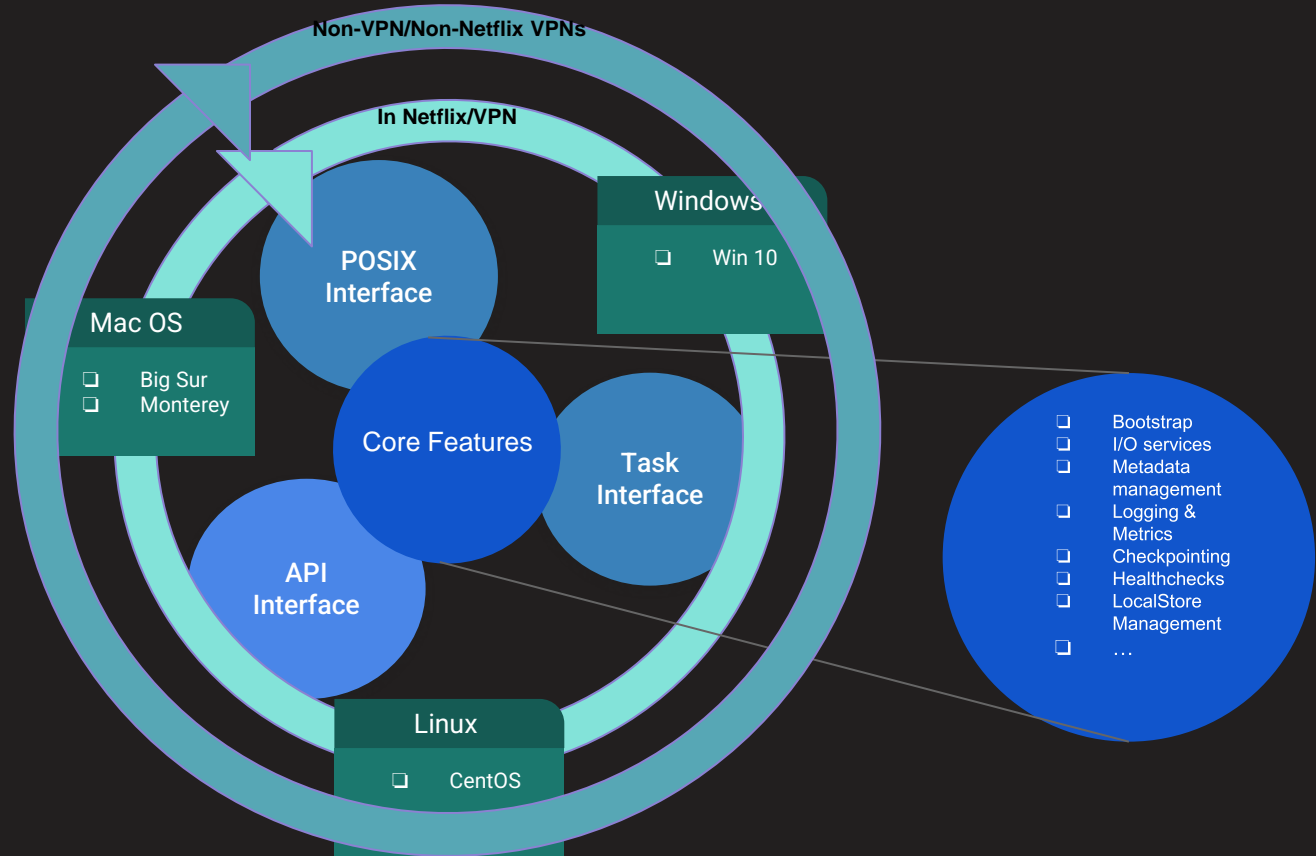 Non-VPN/Non-Netflix VPNs
In Netflix/VPN
Windows
❏ Win 10
POSIX
Interface
Mac OS
❏ Big Sur
❏ Monterey
Core Features
Task
Interface
API
Interface
Linux
❏ CentOS
❏ Bootstrap
❏ I/O services
❏ Metadata
management
❏ Logging &
Metrics
❏ Checkpointing
❏ Healthchecks
❏ LocalStore
Management
❏ …